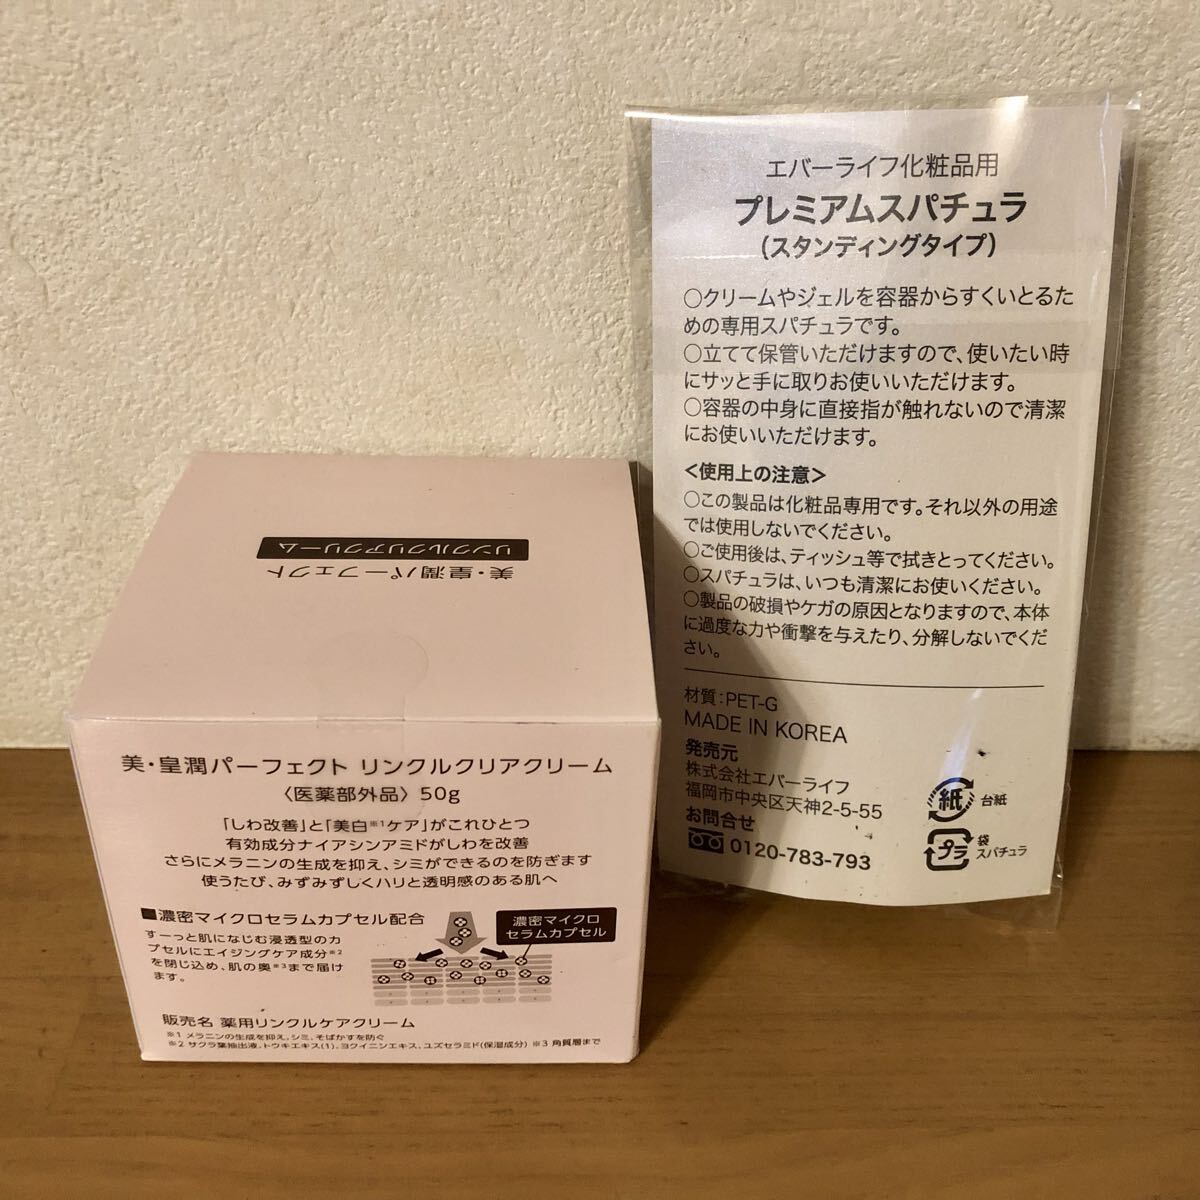 美・皇潤パーフェクト
リンクルクリアクリーム
美・皇潤パーフェクト リンクルクリアクリーム
〈医薬部外品〉50g
「しわ改善」と「美白※1ケア」がこれひとつ
有効成分ナイアシンアミドがしわを改善
さらにメラニンの生成を抑え、シミができるのを防ぎます
使うたび、みずみずしくハリと透明感のある肌へ
■濃密マイクロセラムカプセル配合
すーっと肌になじむ浸透型のカ
プセルにエイジングケア成分※2
を閉じ込め、肌の奥※3まで届け
ます。
濃密マイクロ
セラムカプセル
販売名 薬用リンクルケアクリーム
※1 メラニンの生成を抑え、シミ、そばかすを防ぐ
※2 サクラ葉抽出液、トウキエキス(1)、ヨクイニンエキス、ユズセラミド(保湿成分) ※3 角質層まで
エバーライフ化粧品用
プレミアムスパチュラ
(スタンディングタイプ)
○クリームやジェルを容器からすくいとるた
めの専用スパチュラです。
○立てて保管いただけますので、使いたい時
にサッと手に取りお使いいただけます。
○容器の中身に直接指が触れないので清潔
にお使いいただけます。
<使用上の注意>
○この製品は化粧品専用です。それ以外の用途
では使用しないでください。
○ご使用後は、ティッシュ等で拭きとってください。
○スパチュラは、いつも清潔にお使いください。
○製品の破損やケガの原因となりますので、本体
に過度な力や衝撃を与えたり、分解しないでくだ
さい。
材質:PET-G
MADE IN KOREA
発売元
株式会社エバーライフ
福岡市中央区天神2-5-55
お問合せ
0120-783-793
紙 台紙
プラ 袋
スパチュラ